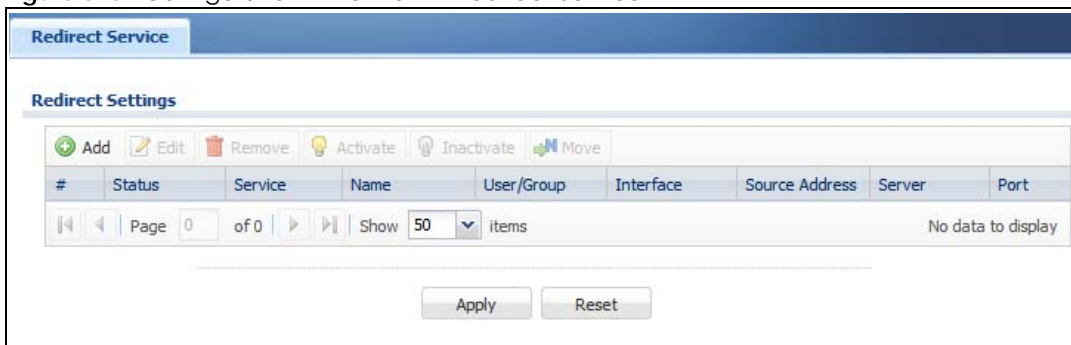 Redirect Service
Redirect Settings
Add Edit Remove Activate Inactivate Move
# Status Service Name User/Group Interface Source Address Server Port
Page 0 of 0 Show 50 items No data to display
Apply Reset